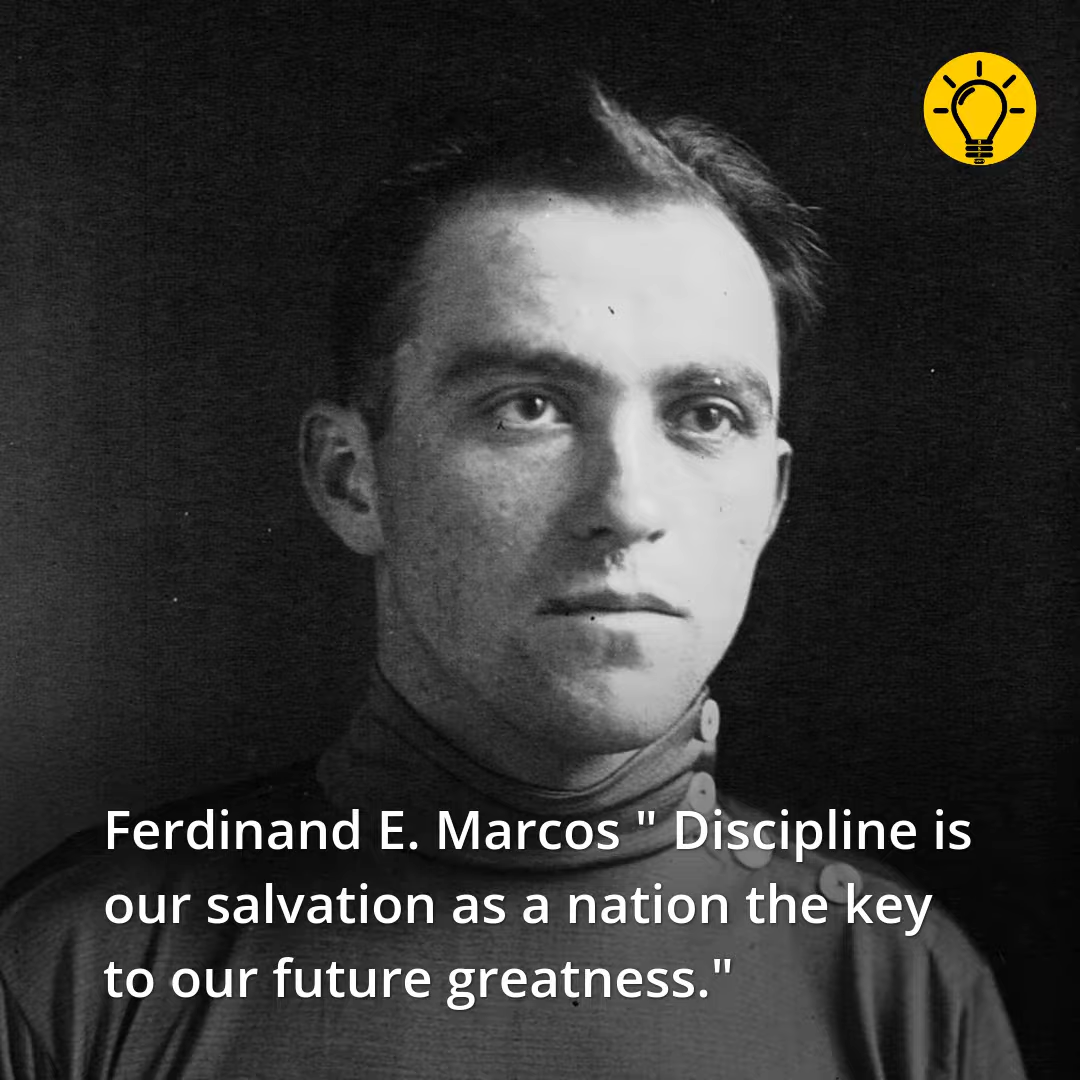 Ferdinand E. Marcos " Discipline is
our salvation as a nation the key
to our future greatness."